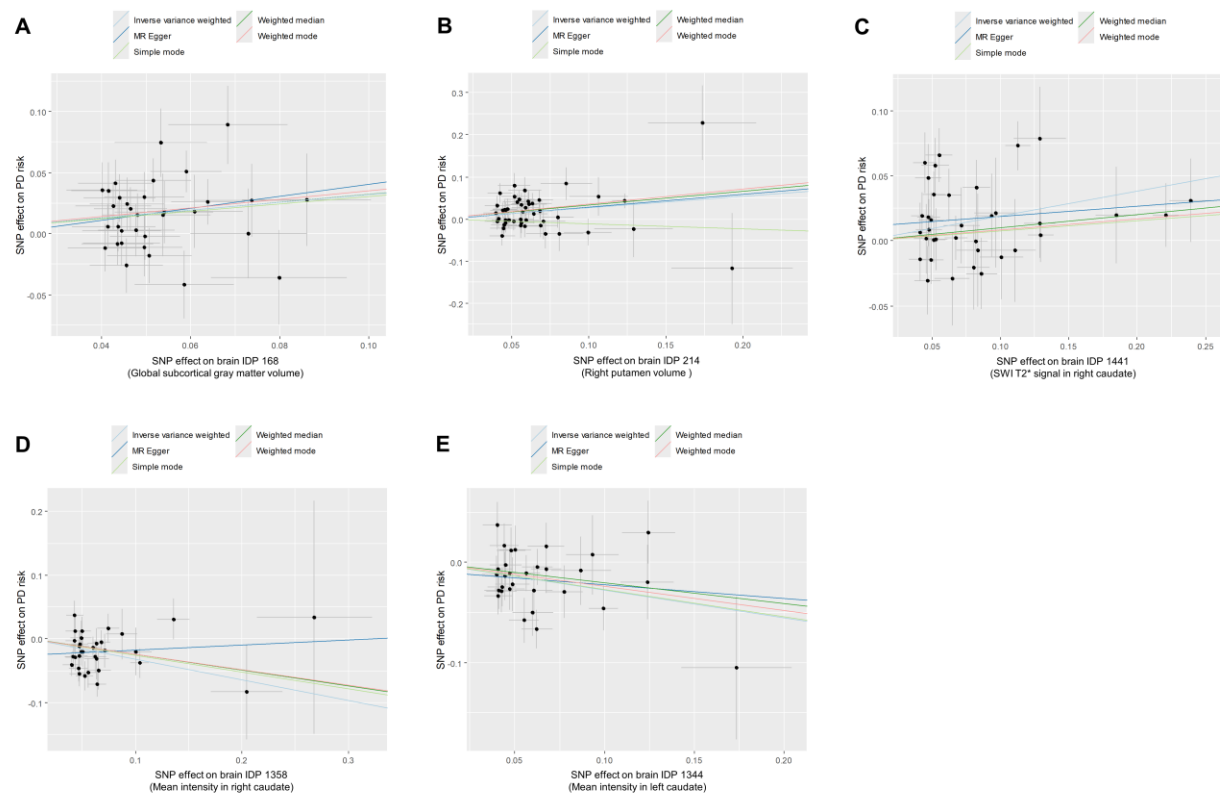 A
Inverse variance weighted
Weighted median
MR Egger
Weighted mode
Simple mode
SNP effect on PD risk
0.10
0.05
0.00
-0.05
0.04
0.06
0.08
0.10
SNP effect on brain IDP 168
(Global subcortical gray matter volume)
B
Inverse variance weighted
Weighted median
MR Egger
Weighted mode
Simple mode
SNP effect on PD risk
0.3
0.2
0.1
0.0
-0.1
-0.2
0.05
0.10
0.15
0.20
SNP effect on brain IDP 214
(Right putamen volume )
C
Inverse variance weighted
Weighted median
MR Egger
Weighted mode
Simple mode
SNP effect on PD risk
0.10
0.05
0.00
-0.05
0.05
0.10
0.15
0.20
0.25
SNP effect on brain IDP 1441
(SWI T2* signal in right caudate)
D
Inverse variance weighted
Weighted median
MR Egger
Weighted mode
Simple mode
SNP effect on PD risk
0.2
0.1
0.0
-0.1
0.1
0.2
0.3
SNP effect on brain IDP 1358
(Mean intensity in right caudate)
E
Inverse variance weighted
Weighted median
MR Egger
Weighted mode
Simple mode
SNP effect on PD risk
0.0
-0.1
0.05
0.10
0.15
0.20
SNP effect on brain IDP 1344
(Mean intensity in left caudate)